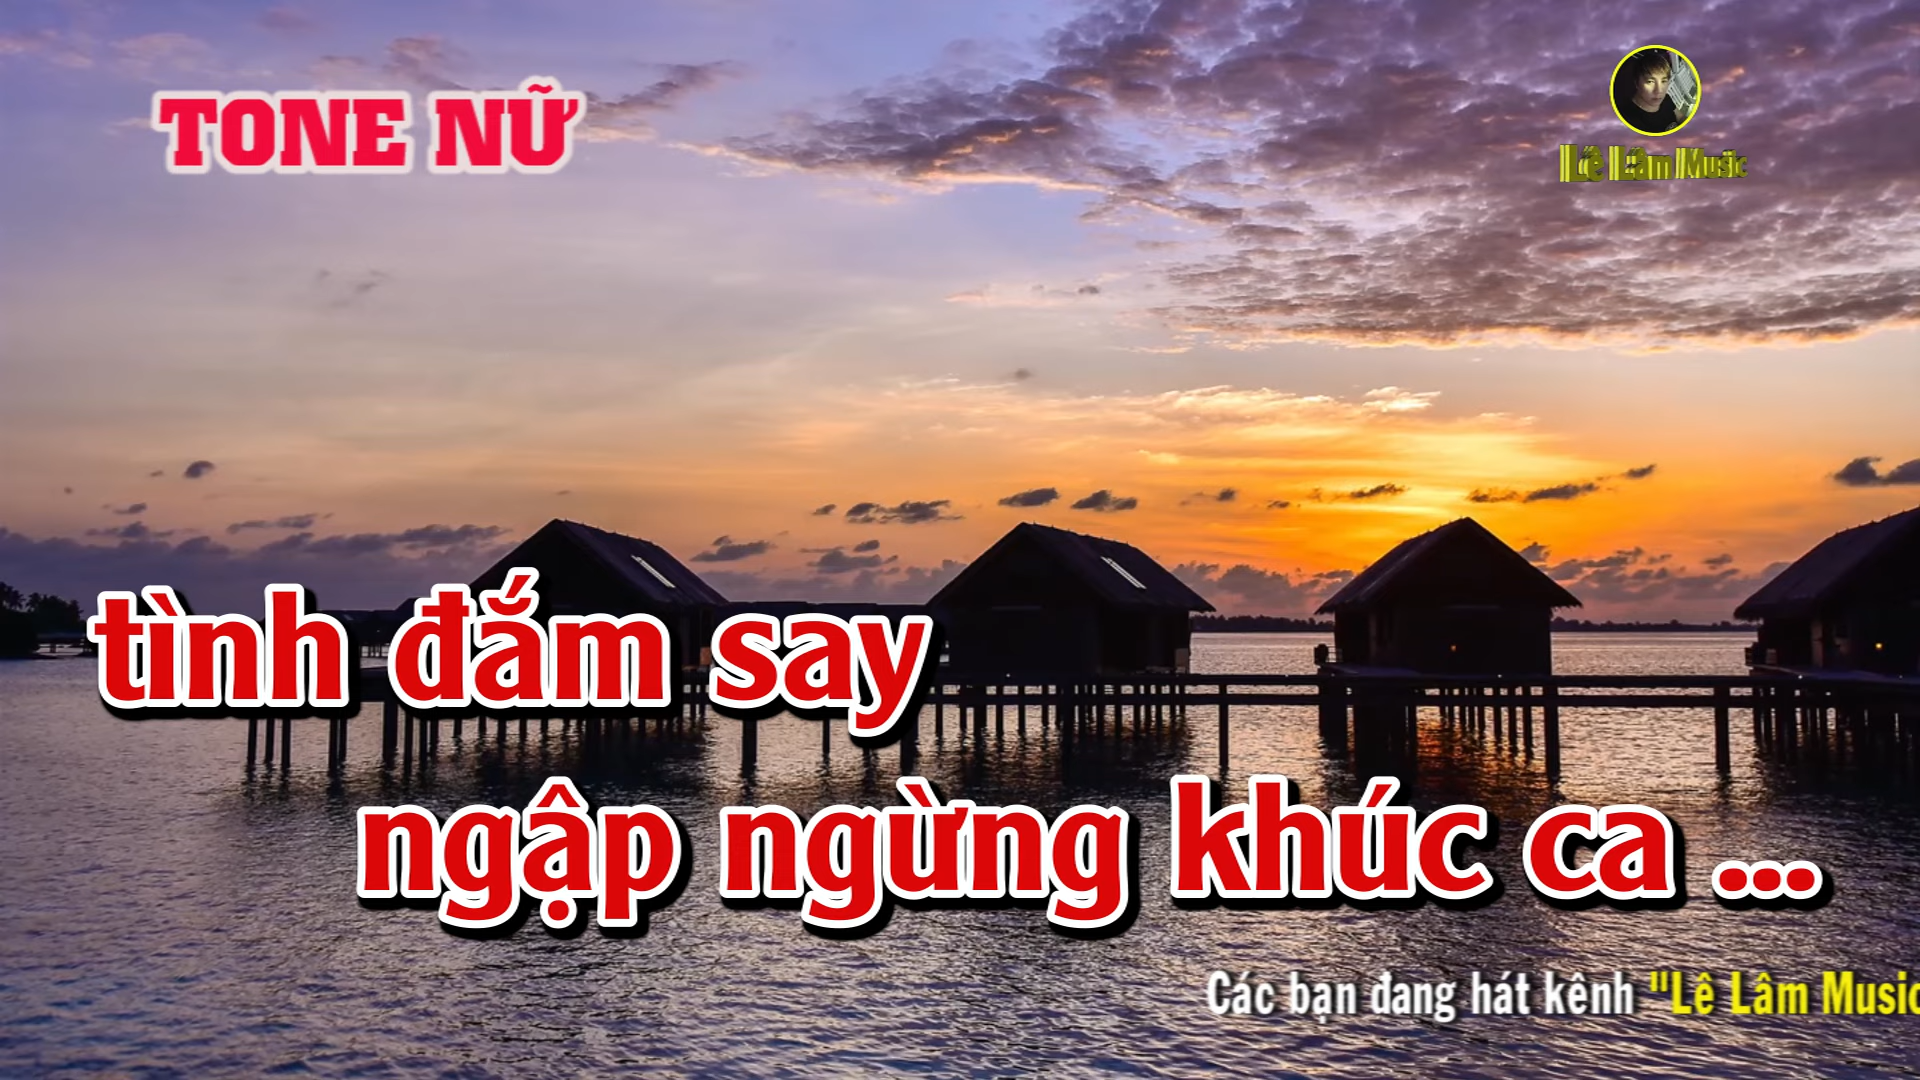 TONE NỮ
Lê Lâm Music
tình đắm say
ngập ngừng khúc ca ...
Các bạn đang hát kênh "Lê Lâm Music